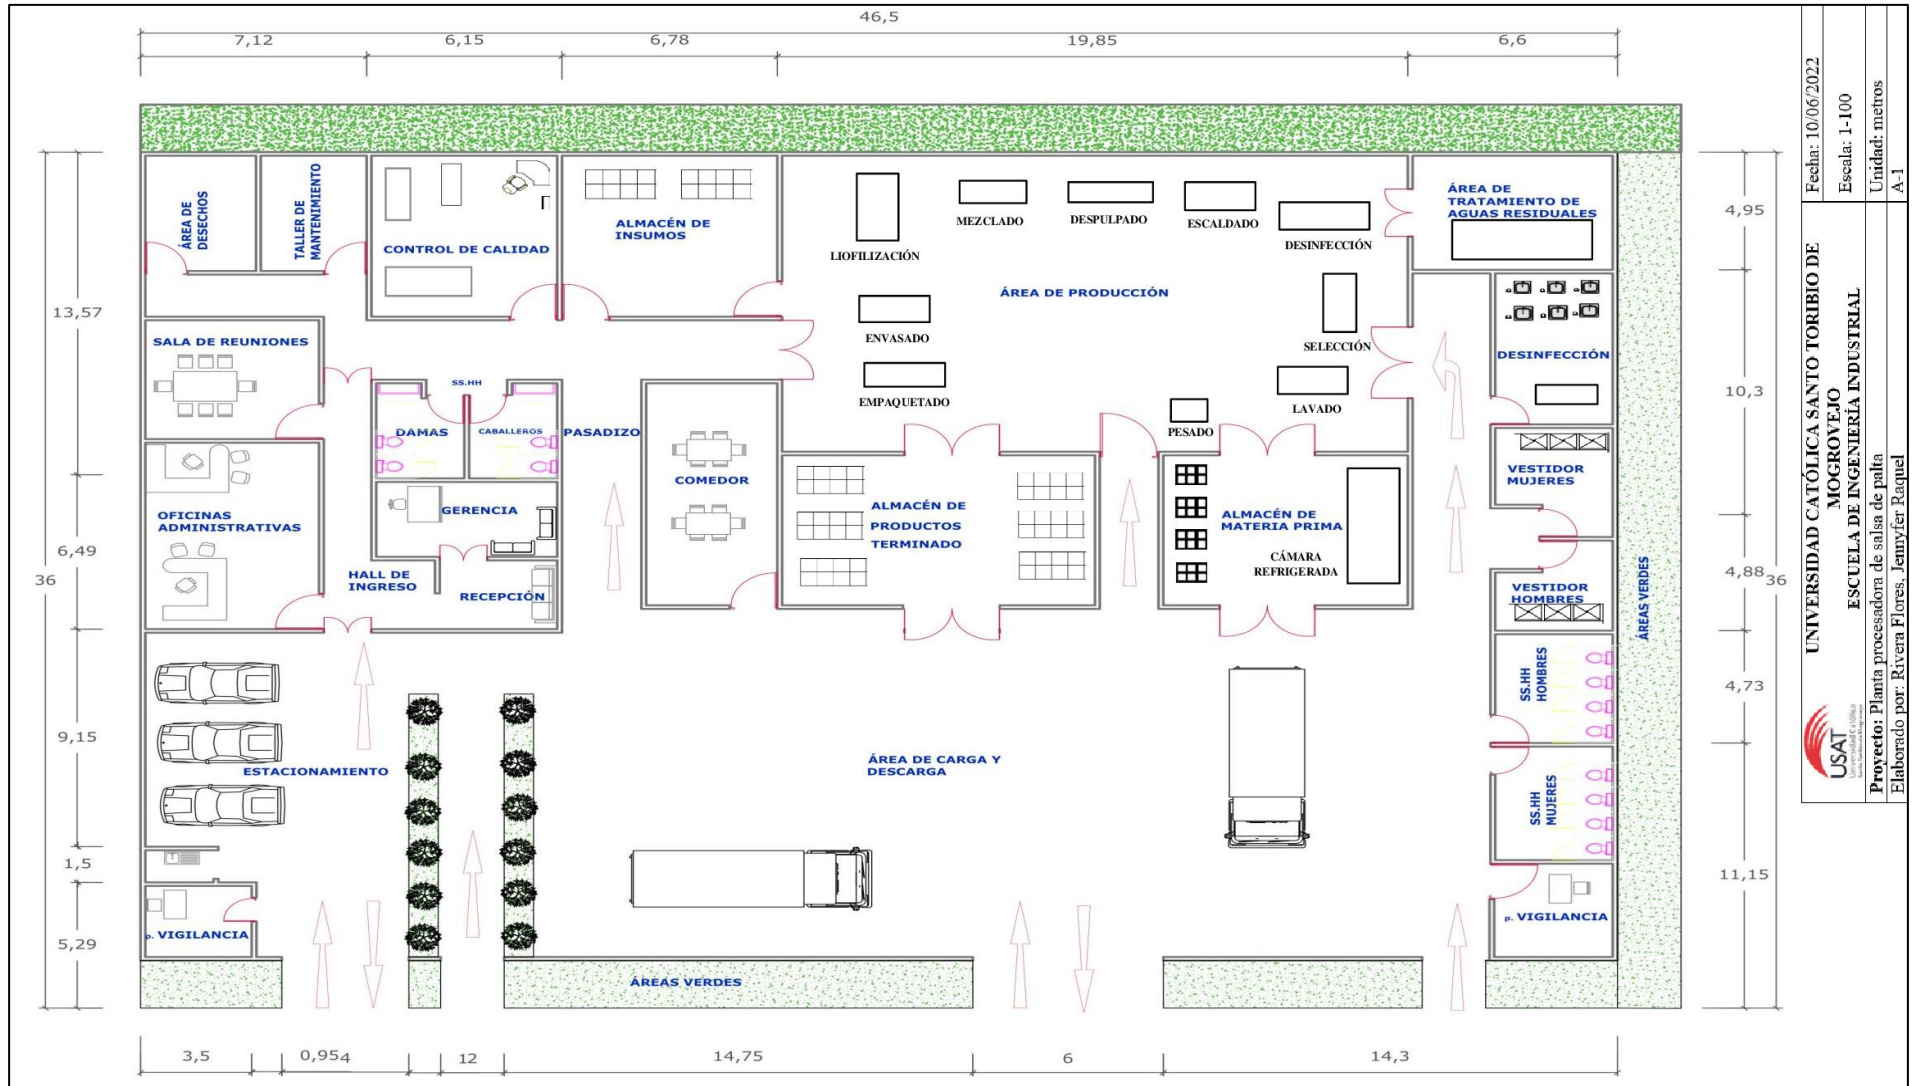 46,5
7,12
6,15
6,78
19,85
6,6
ÁREA DE
DESECHOS
TALLER DE
MANTENIMIENTO
CONTROL DE CALIDAD
ALMACÉN DE
INSUMOS
LIOFILIZACIÓN
MEZCLADO
DESPULPADO
ESCALDADO
DESINFECCIÓN
ÁREA DE
TRATAMIENTO DE
AGUAS RESIDUALES
4,95
13,57
SALA DE REUNIONES
ÁREA DE PRODUCCIÓN
ENVASADO
SELECCIÓN
DESINFECCIÓN
SS.HH
EMPAQUETADO
LAVADO
10,3
DAMAS
CABALLEROS
PASADIZO
PESADO
COMEDOR
VESTIDOR
MUJERES
OFICINAS
ADMINISTRATIVAS
GERENCIA
ALMACÉN DE
PRODUCTOS
TERMINADO
ALMACÉN DE
MATERIA PRIMA
CÁMARA
REFRIGERADA
6,49
36
HALL DE
INGRESO
RECEPCIÓN
VESTIDOR
HOMBRES
4,88
36
ÁREAS VERDES
SS.HH
HOMBRES
4,73
9,15
ESTACIONAMIENTO
ÁREA DE CARGA Y
DESCARGA
SS.HH
MUJERES
1,5
11,15
5,29
P. VIGILANCIA
P. VIGILANCIA
ÁREAS VERDES
3,5
0,954
12
14,75
6
14,3
UNIVERSIDAD CATÓLICA SANTO TORIBIO DE
MOGROVEJO
ESCUELA DE INGENIERÍA INDUSTRIAL
USAT
Proyecto: Planta procesadora de salsa de palta
Elaborado por: Rivera Flores, Jennyfer Raquel
Fecha: 10/06/2022
Escala: 1-100
Unidad: metros
A-1